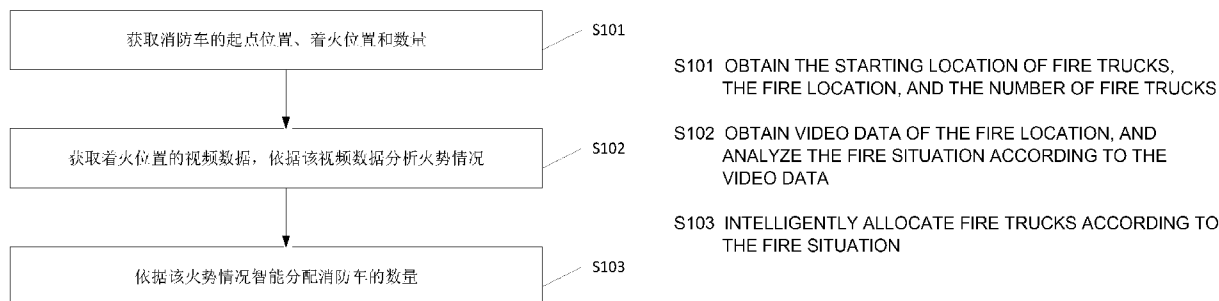 获取消防车的起点位置、着火位置和数量
S101
获取着火位置的视频数据，依据该视频数据分析火势情况
S102
依据该火势情况智能分配消防车的数量
S103
S101 OBTAIN THE STARTING LOCATION OF FIRE TRUCKS,
THE FIRE LOCATION, AND THE NUMBER OF FIRE TRUCKS
S102 OBTAIN VIDEO DATA OF THE FIRE LOCATION, AND
ANALYZE THE FIRE SITUATION ACCORDING TO THE
VIDEO DATA
S103 INTELLIGENTLY ALLOCATE FIRE TRUCKS ACCORDING TO
THE FIRE SITUATION